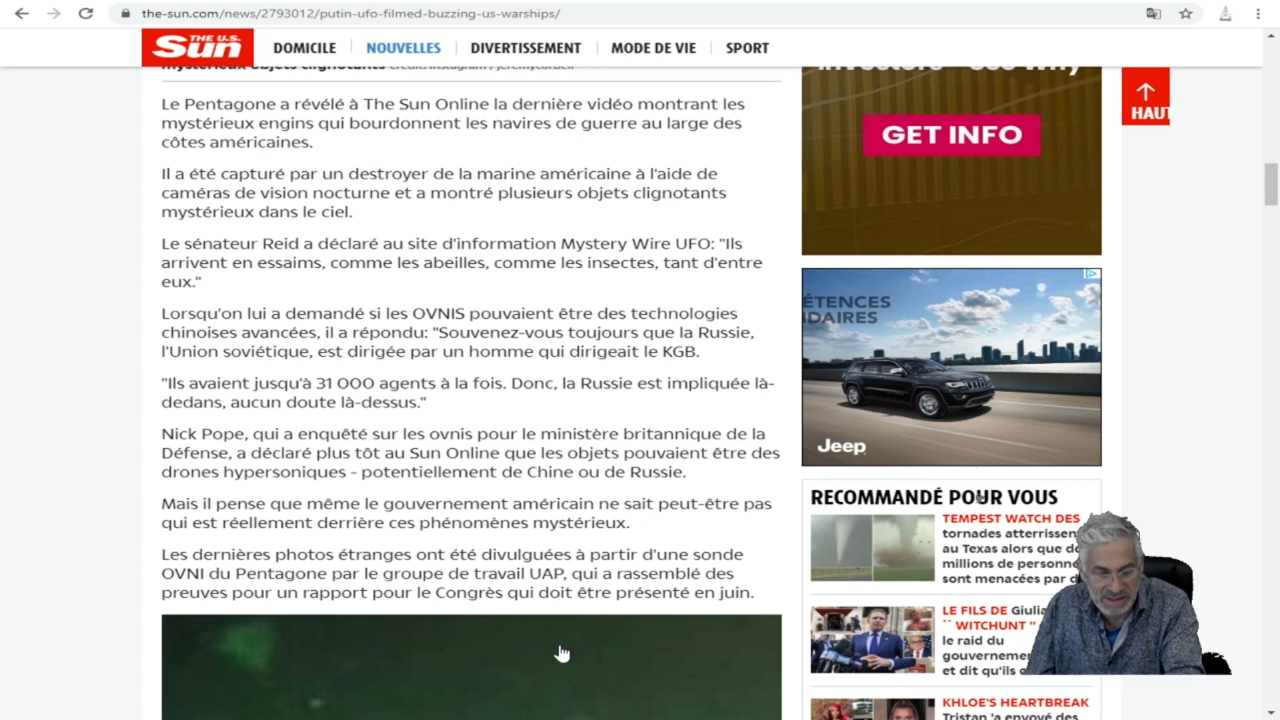 the-sun.com/news/2793012/putin-ufo-filmed-buzzing-us-warships/
THE U.S.
Sun
DOMICILE
NOUVELLES
DIVERTISSEMENT
MODE DE VIE
SPORT
mystérieux objets clignotants
Le Pentagone a révélé à The Sun Online la dernière vidéo montrant les
mystérieux engins qui bourdonnent les navires de guerre au large des
côtes américaines.
Il a été capturé par un destroyer de la marine américaine à l'aide de
caméras de vision nocturne et a montré plusieurs objets clignotants
mystérieux dans le ciel.
Le sénateur Reid a déclaré au site d'information Mystery Wire UFO: "Ils
arrivent en essaims, comme les abeilles, comme les insectes, tant d'entre
eux."
Lorsqu'on lui a demandé si les OVNIS pouvaient être des technologies
chinoises avancées, il a répondu: "Souvenez-vous toujours que la Russie,
l'Union soviétique, est dirigée par un homme qui dirigeait le KGB.
"Ils avaient jusqu'à 31 000 agents à la fois. Donc, la Russie est impliquée là-
dedans, aucun doute là-dessus."
Nick Pope, qui a enquêté sur les ovnis pour le ministère britannique de la
Défense, a déclaré plus tôt au Sun Online que les objets pouvaient être des
drones hypersoniques - potentiellement de Chine ou de Russie.
Mais il pense que même le gouvernement américain ne sait peut-être pas
qui est réellement derrière ces phénomènes mystérieux.
Les dernières photos étranges ont été divulguées à partir d'une sonde
OVNI du Pentagone par le groupe de travail UAP, qui a rassemblé des
preuves pour un rapport pour le Congrès qui doit être présenté en juin.
GET INFO
HAUT
ÉTENCES
IDAIRES
Jeep
RECOMMANDÉ POUR VOUS
TEMPEST WATCH DES
tornades atterrissen
au Texas alors que de
millions de personne
sont menacées par d
LE FILS DE Giulia
`` WITCHUNT ''
le raid du
gouverneme
et dit qu'ils
KHLOE'S HEARTBREAK
Tristan 'a envoyé des